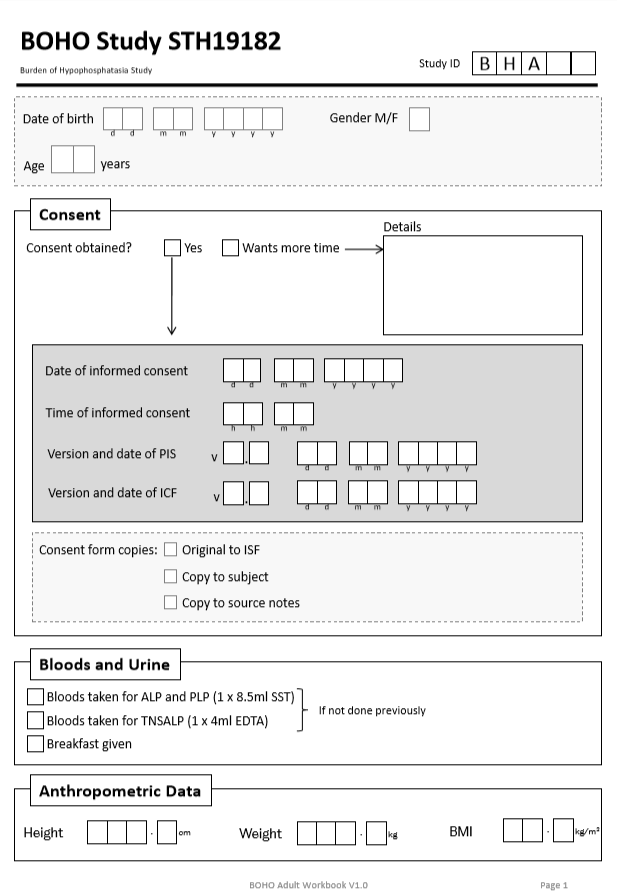 BOHO Study STH19182
Burden of Hypophosphatasia Study
Study ID B H A
Date of birth
d d m m y y y y
Gender M/F
Age years
Consent
Consent obtained? Yes Wants more time
Details
Date of informed consent
d d m m y y y y
Time of informed consent
h h m m
Version and date of PIS v .
d d m m y y y y
Version and date of ICF v .
d d m m y y y y
Consent form copies: Original to ISF
Copy to subject
Copy to source notes
Bloods and Urine
Bloods taken for ALP and PLP (1 x 8.5ml SST)
Bloods taken for TNSALP (1 x 4ml EDTA)
If not done previously
Breakfast given
Anthropometric Data
Height . cm Weight . kg BMI . kg/m²
BOHO Adult Workbook V1.0 Page 1